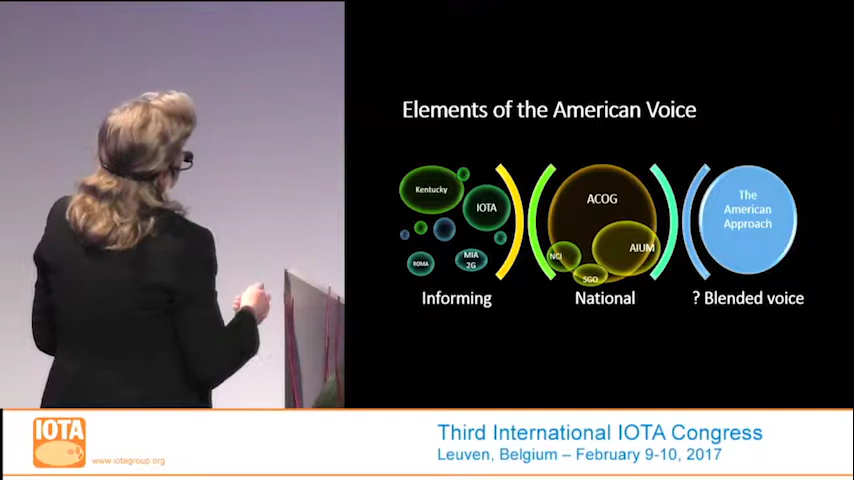 Elements of the American Voice
Kentucky
IOTA
ROMA
MIA
2G
Informing
ACOG
AIUM
NCI
SGO
National
The
American
Approach
? Blended voice
IOTA
www.iotagroup.org
Third International IOTA Congress
Leuven, Belgium – February 9-10, 2017